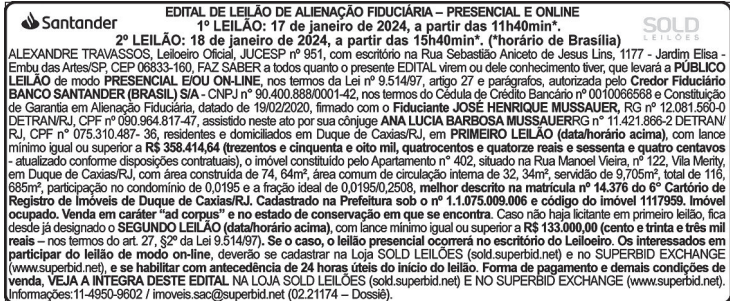 Santander
EDITAL DE LEILÃO DE ALIENAÇÃO FIDUCIÁRIA – PRESENCIAL E ONLINE
1º LEILÃO: 17 de janeiro de 2024, a partir das 11h40min*.
2º LEILÃO: 18 de janeiro de 2024, a partir das 15h40min*. (*horário de Brasília)
SOLD
LEILÕES
ALEXANDRE TRAVASSOS, Leiloeiro Oficial, JUCESP nº 951, com escritório na Rua Sebastião Aniceto de Jesus Lins, 1177 - Jardim Elisa -
Embu das Artes/SP, CEP 06833-160, FAZ SABER a todos quanto o presente EDITAL virem ou dele conhecimento tiver, que levará a PÚBLICO
LEILÃO de modo PRESENCIAL E/OU ON-LINE, nos termos da Lei nº 9.514/97, artigo 27 e parágrafos, autorizada pelo Credor Fiduciário
BANCO SANTANDER (BRASIL) S/A - CNPJ n° 90.400.888/0001-42, nos termos do Cédula de Crédito Bancário nº 0010066568 e Constituição
de Garantia em Alienação Fiduciária, datado de 19/02/2020, firmado com o Fiduciante JOSÉ HENRIQUE MUSSAUER, RG nº 12.081.560-0
DETRAN/RJ, CPF nº 090.964.817-47, assistido neste ato por sua cônjuge ANA LUCIA BARBOSA MUSSAUERRG nº 11.421.866-2 DETRAN/
RJ, CPF n° 075.310.487- 36, residentes e domiciliados em Duque de Caxias/RJ, em PRIMEIRO LEILÃO (data/horário acima), com lance
mínimo igual ou superior a R$ 358.414,64 (trezentos e cinquenta e oito mil, quatrocentos e quatorze reais e sessenta e quatro centavos
- atualizado conforme disposições contratuais), o imóvel constituído pelo Apartamento n° 402, situado na Rua Manoel Vieira, nº 122, Vila Merity,
em Duque de Caxias/RJ, com área construída de 74, 64m², área comum de circulação interna de 32, 34m², servidão de 9,705m², total de 116,
685m², participação no condomínio de 0,0195 e a fração ideal de 0,0195/0,2508, melhor descrito na matrícula nº 14.376 do 6° Cartório de
Registro de Imóveis de Duque de Caxias/RJ. Cadastrado na Prefeitura sob o nº 1.1.075.009.006 e código do imóvel 1117959. Imóvel
ocupado. Venda em caráter “ad corpus” e no estado de conservação em que se encontra. Caso não haja licitante em primeiro leilão, fica
desde já designado o SEGUNDO LEILÃO (data/horário acima), com lance mínimo igual ou superior a R$ 133.000,00 (cento e trinta e três mil
reais – nos termos do art. 27, §2º da Lei 9.514/97). Se o caso, o leilão presencial ocorrerá no escritório do Leiloeiro. Os interessados em
participar do leilão de modo on-line, deverão se cadastrar na Loja SOLD LEILÕES (sold.superbid.net) e no SUPERBID EXCHANGE
(www.superbid.net), e se habilitar com antecedência de 24 horas úteis do início do leilão. Forma de pagamento e demais condições de
venda, VEJA A INTEGRA DESTE EDITAL NA LOJA SOLD LEILÕES (sold.superbid.net) E NO SUPERBID EXCHANGE (www.superbid.net).
Informações:11-4950-9602 / imoveis.sac@superbid.net (02.21174 – Dossiê).